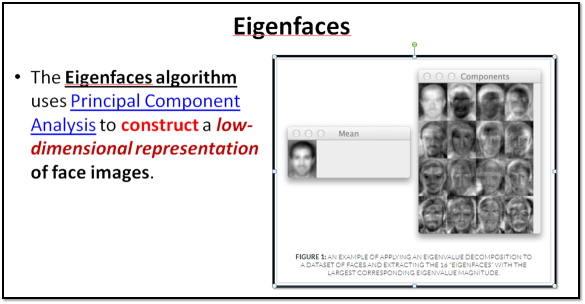 Eigenfaces
• The Eigenfaces algorithm
uses Principal Component
Analysis to construct a low-
dimensional representation
of face images.
Mean
Components
FIGURE 1: AN EXAMPLE OF APPLYING AN EIGENVALUE DECOMPOSITION TO
A DATASET OF FACES AND EXTRACTING THE 16 "EIGENFACES" WITH THE
LARGEST CORRESPONDING EIGENVALUE MAGNITUDE.